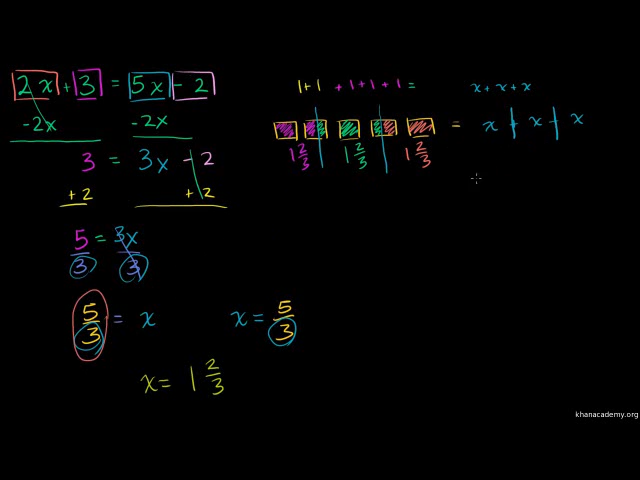 2x + 3 = 5x - 2
-2x -2x
3 = 3x - 2
+2 +2
5 = 3x
3 3
5/3 = x
x = 5/3
x = 1 2/3
1+1 +1+1+1 = x+x+x
= x + x + x
1 2/3 1 2/3 1 2/3
khanacademy.org